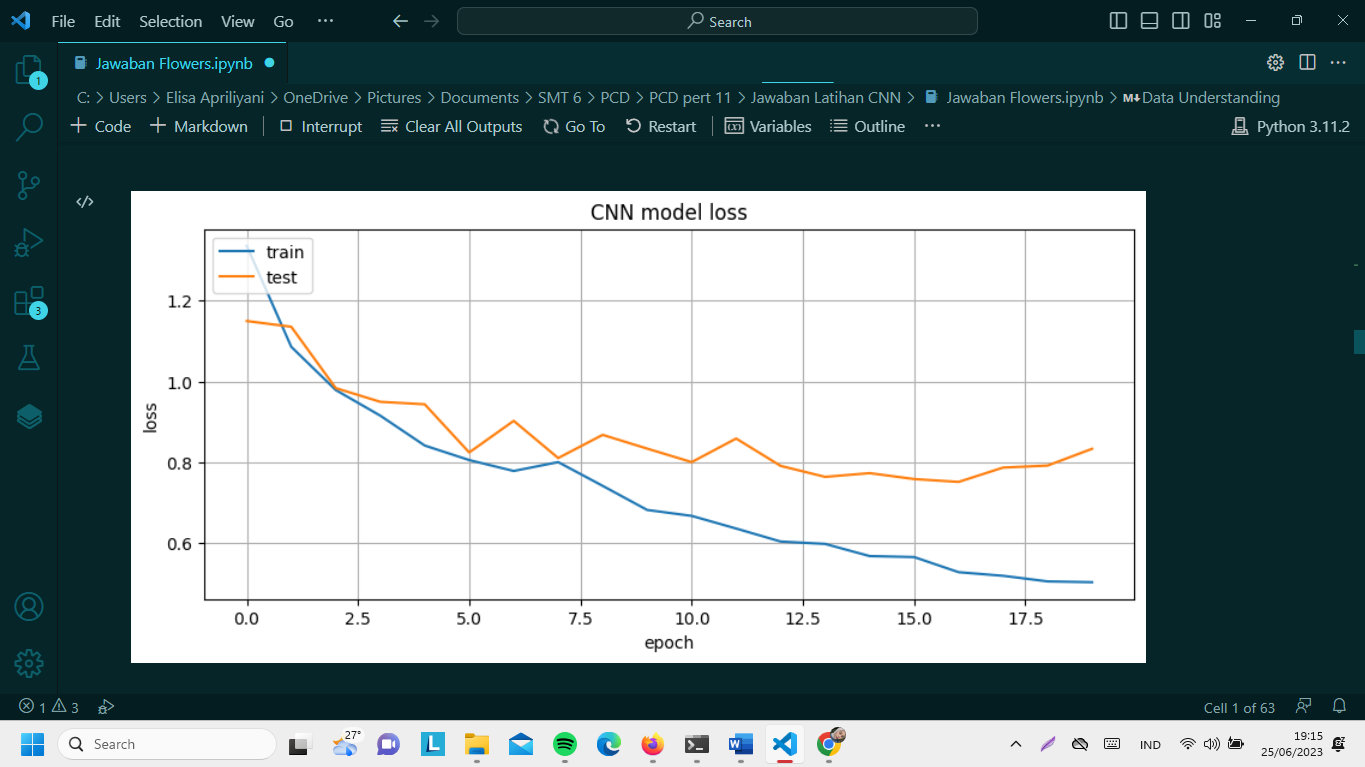 File Edit Selection View Go ··· Search
Jawaban Flowers.ipynb
1
C: > Users > Elisa Apriliyani > OneDrive > Pictures > Documents > SMT 6 > PCD > PCD pert 11 > Jawaban Latihan CNN > Jawaban Flowers.ipynb > M↓Data Understanding
+ Code + Markdown Interrupt Clear All Outputs Go To Restart (x) Variables Outline ··· Python 3.11.2
</>
3
CNN model loss
train
test
1.2
1.0
0.8
0.6
loss
0.0 2.5 5.0 7.5 10.0 12.5 15.0 17.5
epoch
1 3 Cell 1 of 63
Search 27° L W IND 19:15
25/06/2023